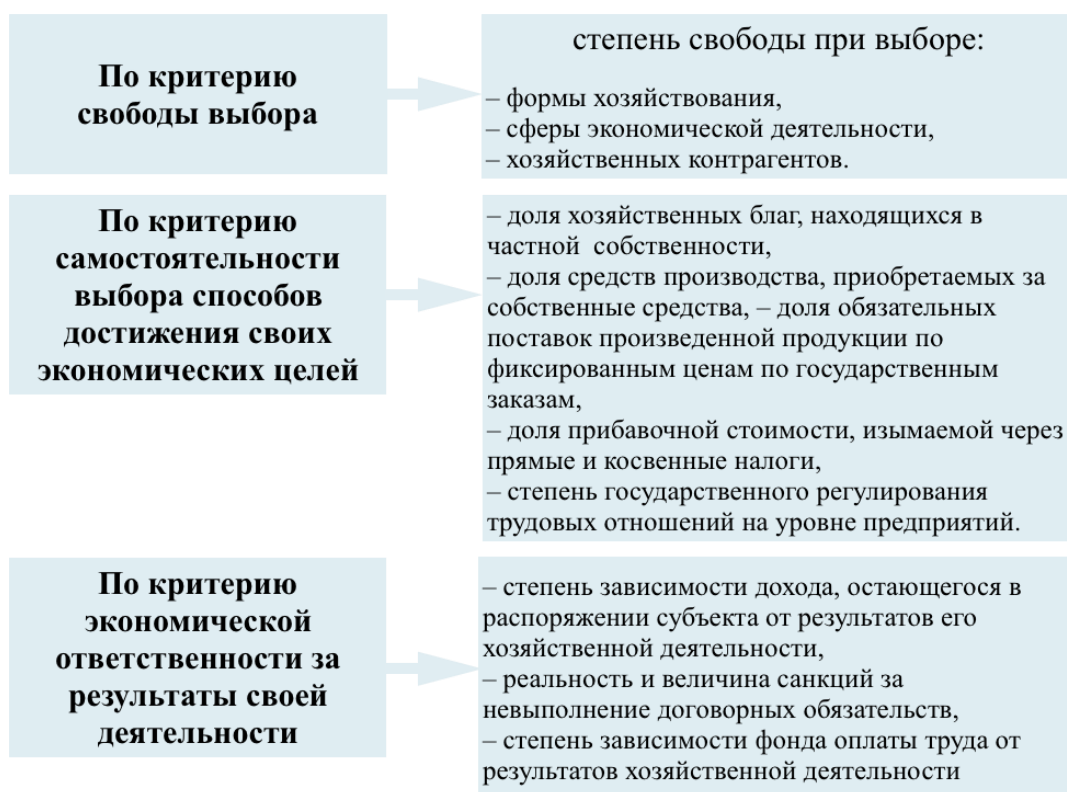 По критерию
свободы выбора
степень свободы при выборе:
– формы хозяйствования,
– сферы экономической деятельности,
– хозяйственных контрагентов.
По критерию
самостоятельности
выбора способов
достижения своих
экономических целей
– доля хозяйственных благ, находящихся в
частной  собственности,
– доля средств производства, приобретаемых за
собственные средства, – доля обязательных
поставок произведенной продукции по
фиксированным ценам по государственным
заказам,
– доля прибавочной стоимости, изымаемой через
прямые и косвенные налоги,
– степень государственного регулирования
трудовых отношений на уровне предприятий.
По критерию
экономической
ответственности за
результаты своей
деятельности
– степень зависимости дохода, остающегося в
распоряжении субъекта от результатов его
хозяйственной деятельности,
– реальность и величина санкций за
невыполнение договорных обязательств,
– степень зависимости фонда оплаты труда от
результатов хозяйственной деятельности